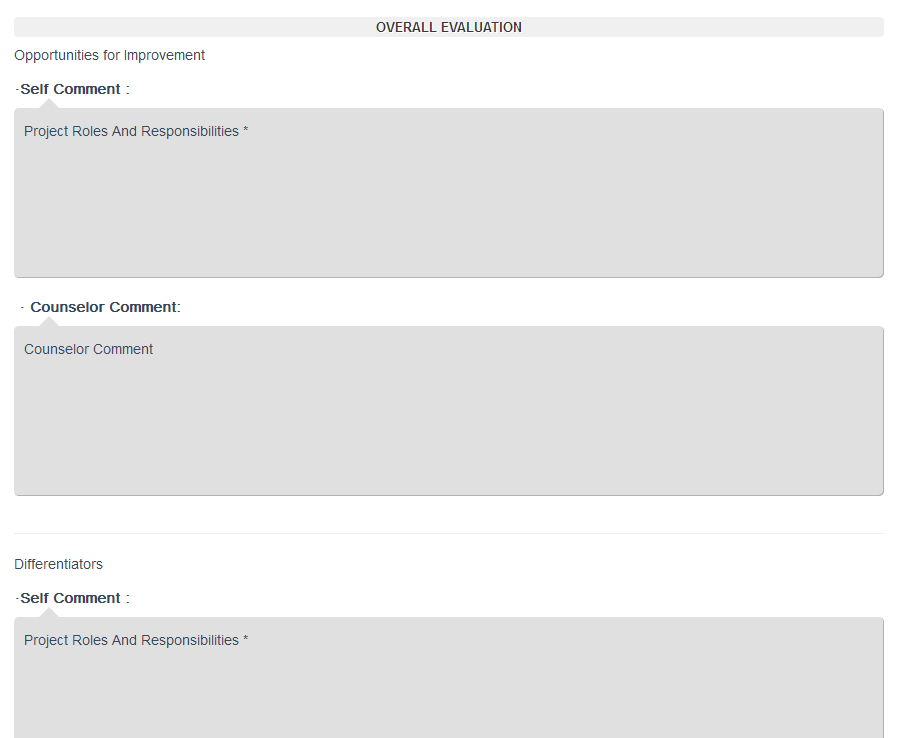 OVERALL EVALUATION
Opportunities for Improvement
-Self Comment :
Project Roles And Responsibilities *
- Counselor Comment:
Counselor Comment
Differentiators
-Self Comment :
Project Roles And Responsibilities *